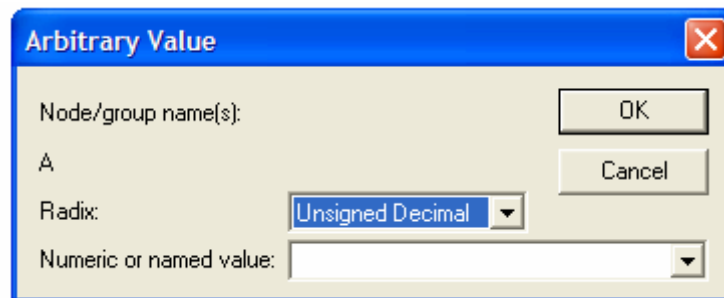 Arbitrary Value
Node/group name(s):
OK
A
Cancel
Radix:
Unsigned Decimal
Numeric or named value: